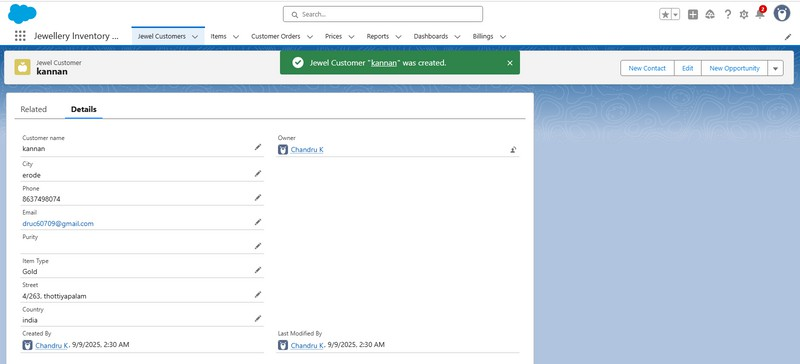 Search...
2
Jewellery Inventory ...
Jewel Customers
Items
Customer Orders
Prices
Reports
Dashboards
Billings
Jewel Customer "kannan" was created.
Jewel Customer
kannan
New Contact
Edit
New Opportunity
Related
Details
Customer name
kannan
Owner
Chandru K
City
erode
Phone
8637498074
Email
druc60709@gmail.com
Purity
Item Type
Gold
Street
4/263, thottiyapalam
Country
india
Created By
Chandru K, 9/9/2025, 2:30 AM
Last Modified By
Chandru K, 9/9/2025, 2:30 AM